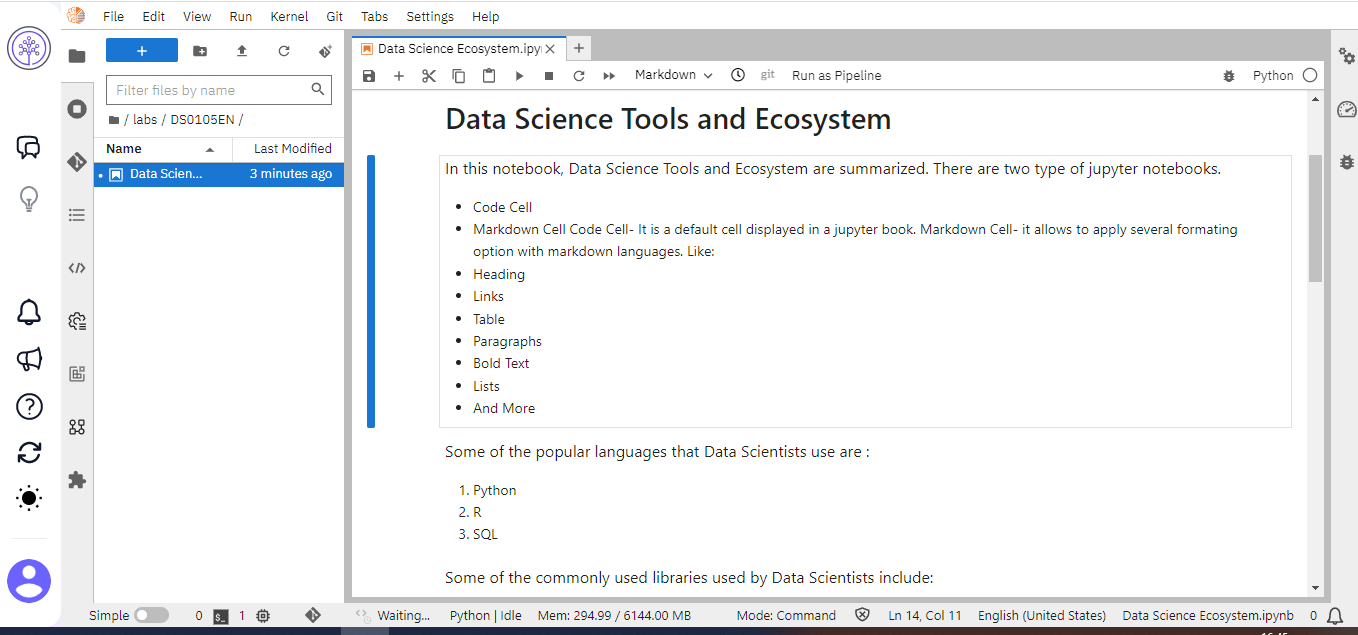 File Edit View Run Kernel Git Tabs Settings Help
+
Filter files by name
/ labs / DS0105EN /
Name Last Modified
Data Scien... 3 minutes ago
Data Science Ecosystem.ipy
Markdown git Run as Pipeline Python
Data Science Tools and Ecosystem
In this notebook, Data Science Tools and Ecosystem are summarized. There are two type of jupyter notebooks.
• Code Cell
• Markdown Cell Code Cell- It is a default cell displayed in a jupyter book. Markdown Cell- it allows to apply several formating
option with markdown languages. Like:
• Heading
• Links
• Table
• Paragraphs
• Bold Text
• Lists
• And More
Some of the popular languages that Data Scientists use are :
1. Python
2. R
3. SQL
Some of the commonly used libraries used by Data Scientists include:
Simple 0 $_ 1 Waiting... Python | Idle Mem: 294.99 / 6144.00 MB Mode: Command Ln 14, Col 11 English (United States) Data Science Ecosystem.ipynb 0